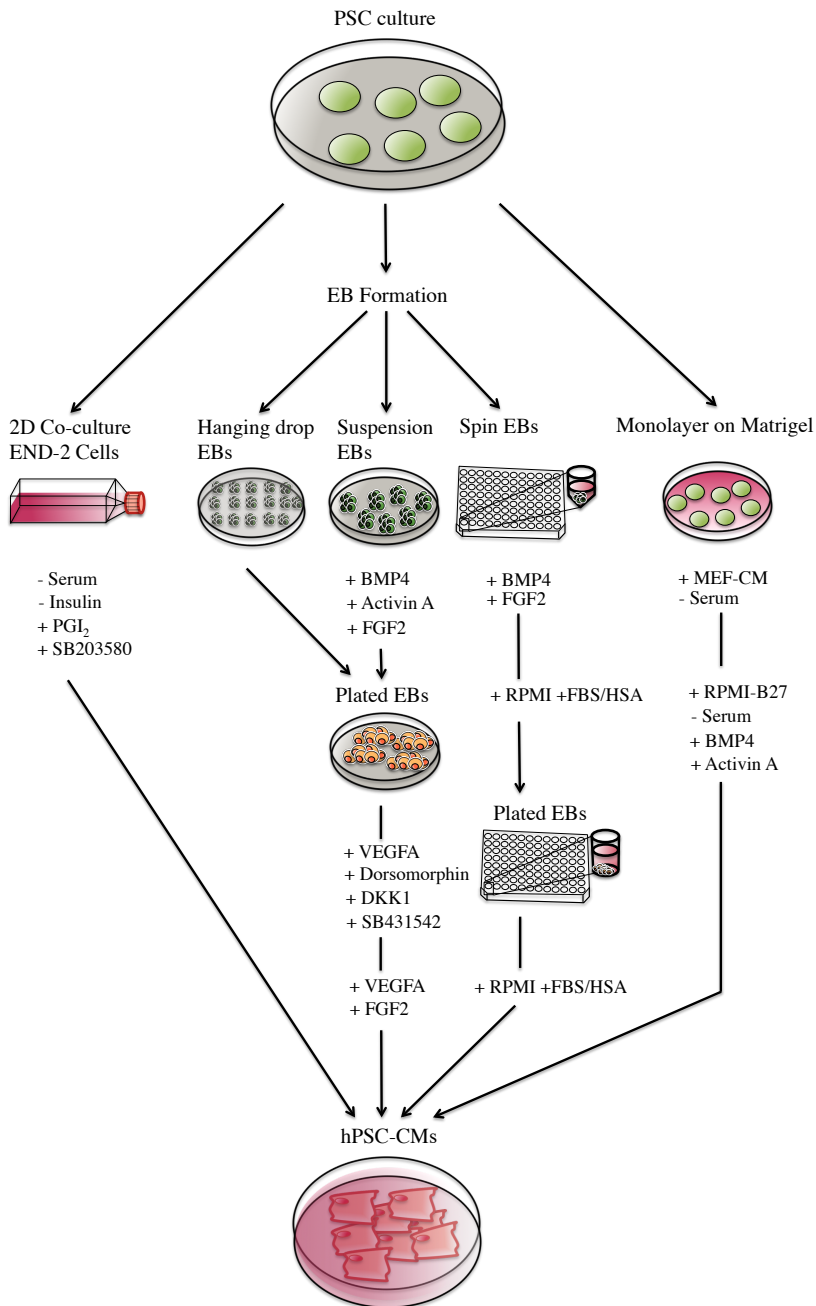 PSC culture
EB Formation
2D Co-culture
END-2 Cells
Hanging drop
EBs
Suspension
EBs
Spin EBs
Monolayer on Matrigel
- Serum
- Insulin
+ PGI₂
+ SB203580
+ BMP4
+ Activin A
+ FGF2
+ BMP4
+ FGF2
+ MEF-CM
- Serum
Plated EBs
+ RPMI +FBS/HSA
+ RPMI-B27
- Serum
+ BMP4
+ Activin A
Plated EBs
+ VEGFA
+ Dorsomorphin
+ DKK1
+ SB431542
+ VEGFA
+ FGF2
+ RPMI +FBS/HSA
hPSC-CMs